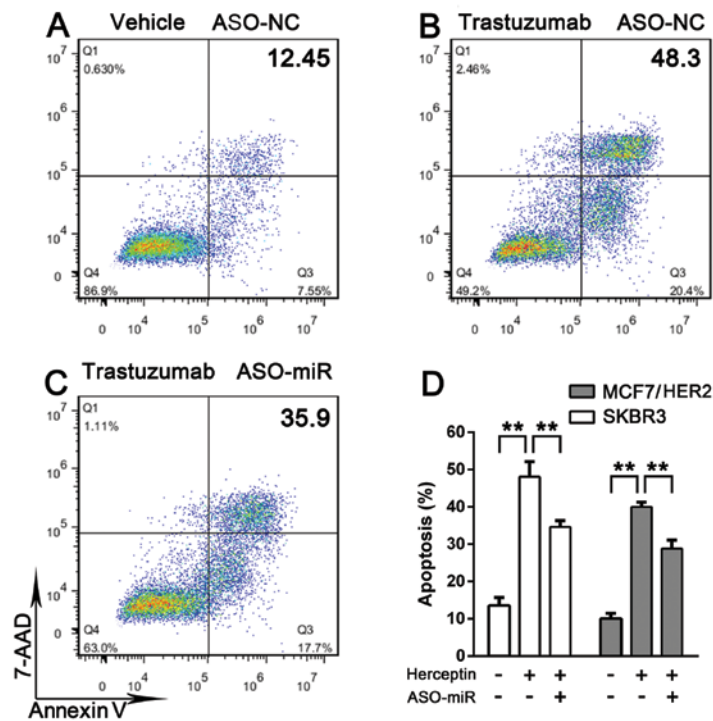 A Vehicle ASO-NC
Q1
0.630%
12.45
10^7
10^6
10^5
10^4
0
Q4
86.9%
Q3
7.55%
0 10^4 10^5 10^6 10^7
B Trastuzumab ASO-NC
Q1
2.46%
48.3
10^7
10^6
10^5
10^4
0
Q4
49.2%
Q3
20.4%
0 10^4 10^5 10^6 10^7
C Trastuzumab ASO-miR
Q1
1.11%
35.9
10^7
10^6
10^5
10^4
0
Q4
63.0%
Q3
17.7%
0 10^4 10^5 10^6 10^7
7-AAD
Annexin V
D
MCF7/HER2
SKBR3
Apoptosis (%)
60
50
40
30
20
10
0
** ** ** **
Herceptin - + + - + +
ASO-miR - - + - - +